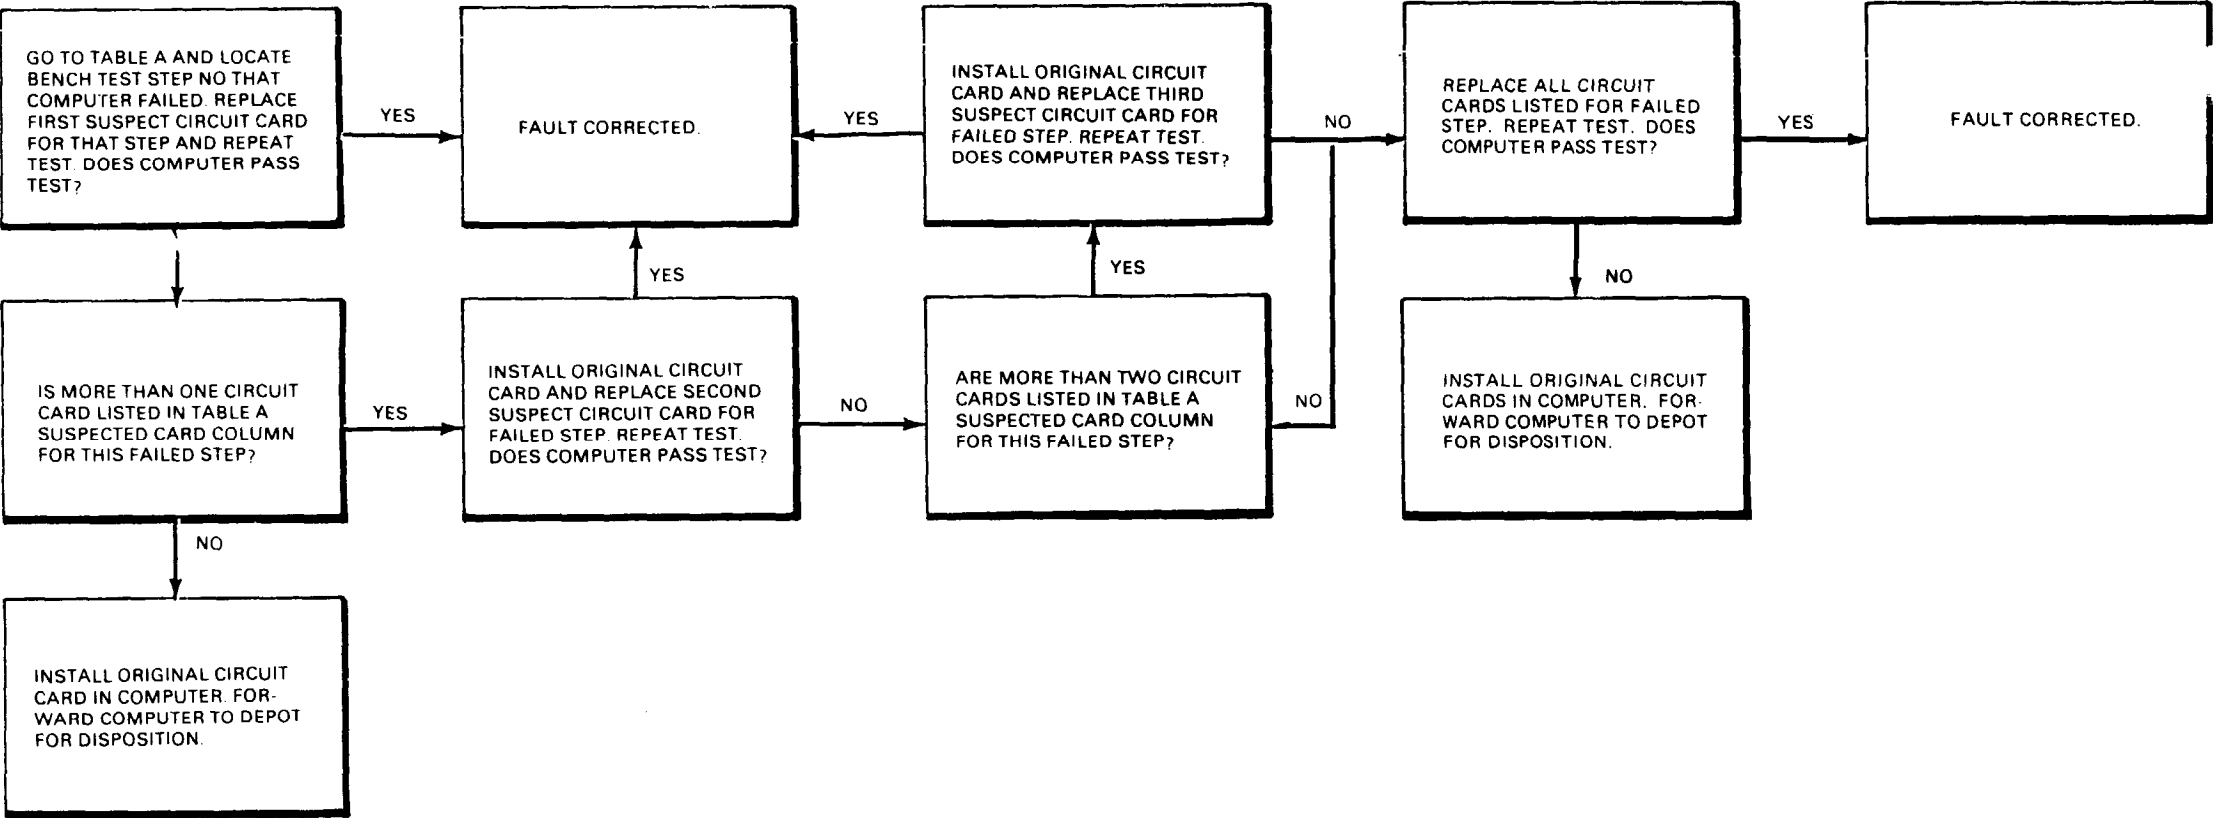 GO TO TABLE A AND LOCATE
BENCH TEST STEP NO THAT
COMPUTER FAILED. REPLACE
FIRST SUSPECT CIRCUIT CARD
FOR THAT STEP AND REPEAT
TEST. DOES COMPUTER PASS
TEST?
YES
FAULT CORRECTED.
YES
INSTALL ORIGINAL CIRCUIT
CARD AND REPLACE THIRD
SUSPECT CIRCUIT CARD FOR
FAILED STEP. REPEAT TEST.
DOES COMPUTER PASS TEST?
NO
REPLACE ALL CIRCUIT
CARDS LISTED FOR FAILED
STEP. REPEAT TEST. DOES
COMPUTER PASS TEST?
YES
FAULT CORRECTED.
YES
YES
NO
IS MORE THAN ONE CIRCUIT
CARD LISTED IN TABLE A
SUSPECTED CARD COLUMN
FOR THIS FAILED STEP?
YES
INSTALL ORIGINAL CIRCUIT
CARD AND REPLACE SECOND
SUSPECT CIRCUIT CARD FOR
FAILED STEP. REPEAT TEST.
DOES COMPUTER PASS TEST?
NO
ARE MORE THAN TWO CIRCUIT
CARDS LISTED IN TABLE A
SUSPECTED CARD COLUMN
FOR THIS FAILED STEP?
NO
INSTALL ORIGINAL CIRCUIT
CARDS IN COMPUTER. FOR-
WARD COMPUTER TO DEPOT
FOR DISPOSITION.
NO
INSTALL ORIGINAL CIRCUIT
CARD IN COMPUTER. FOR-
WARD COMPUTER TO DEPOT
FOR DISPOSITION.